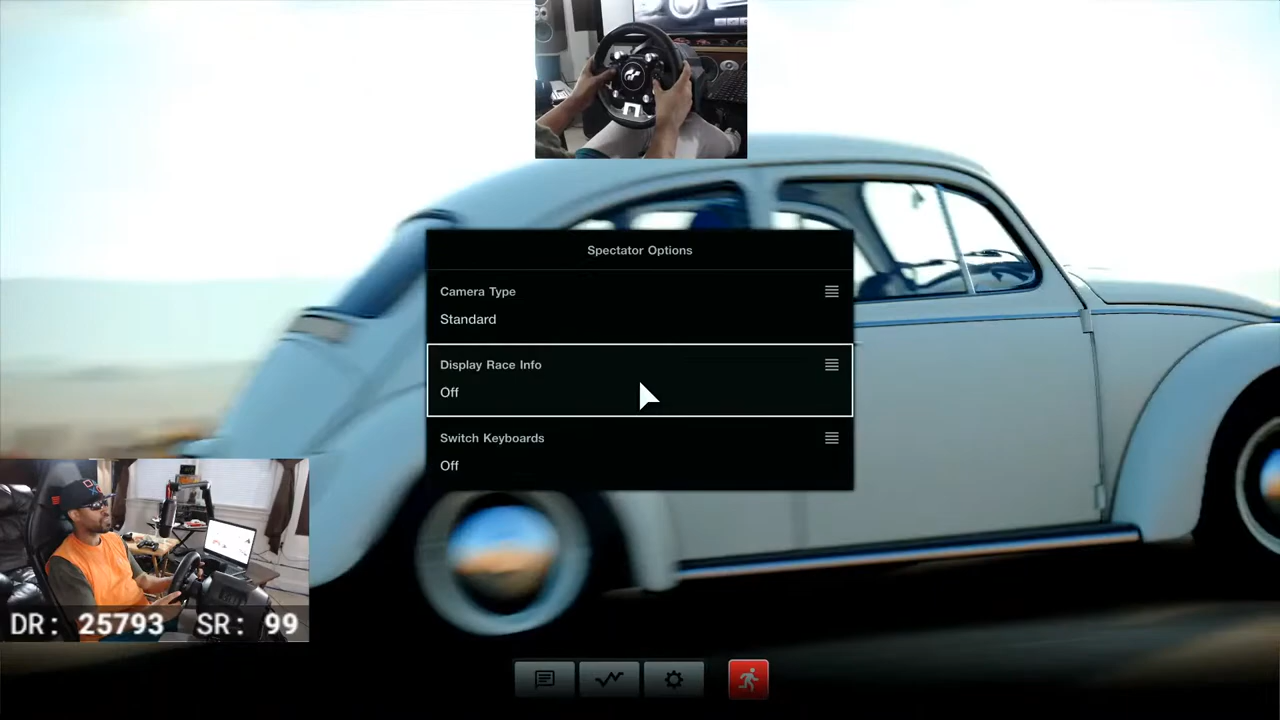 Spectator Options
Camera Type
Standard
Display Race Info
Off
Switch Keyboards
Off
DR: 25793 SR: 99